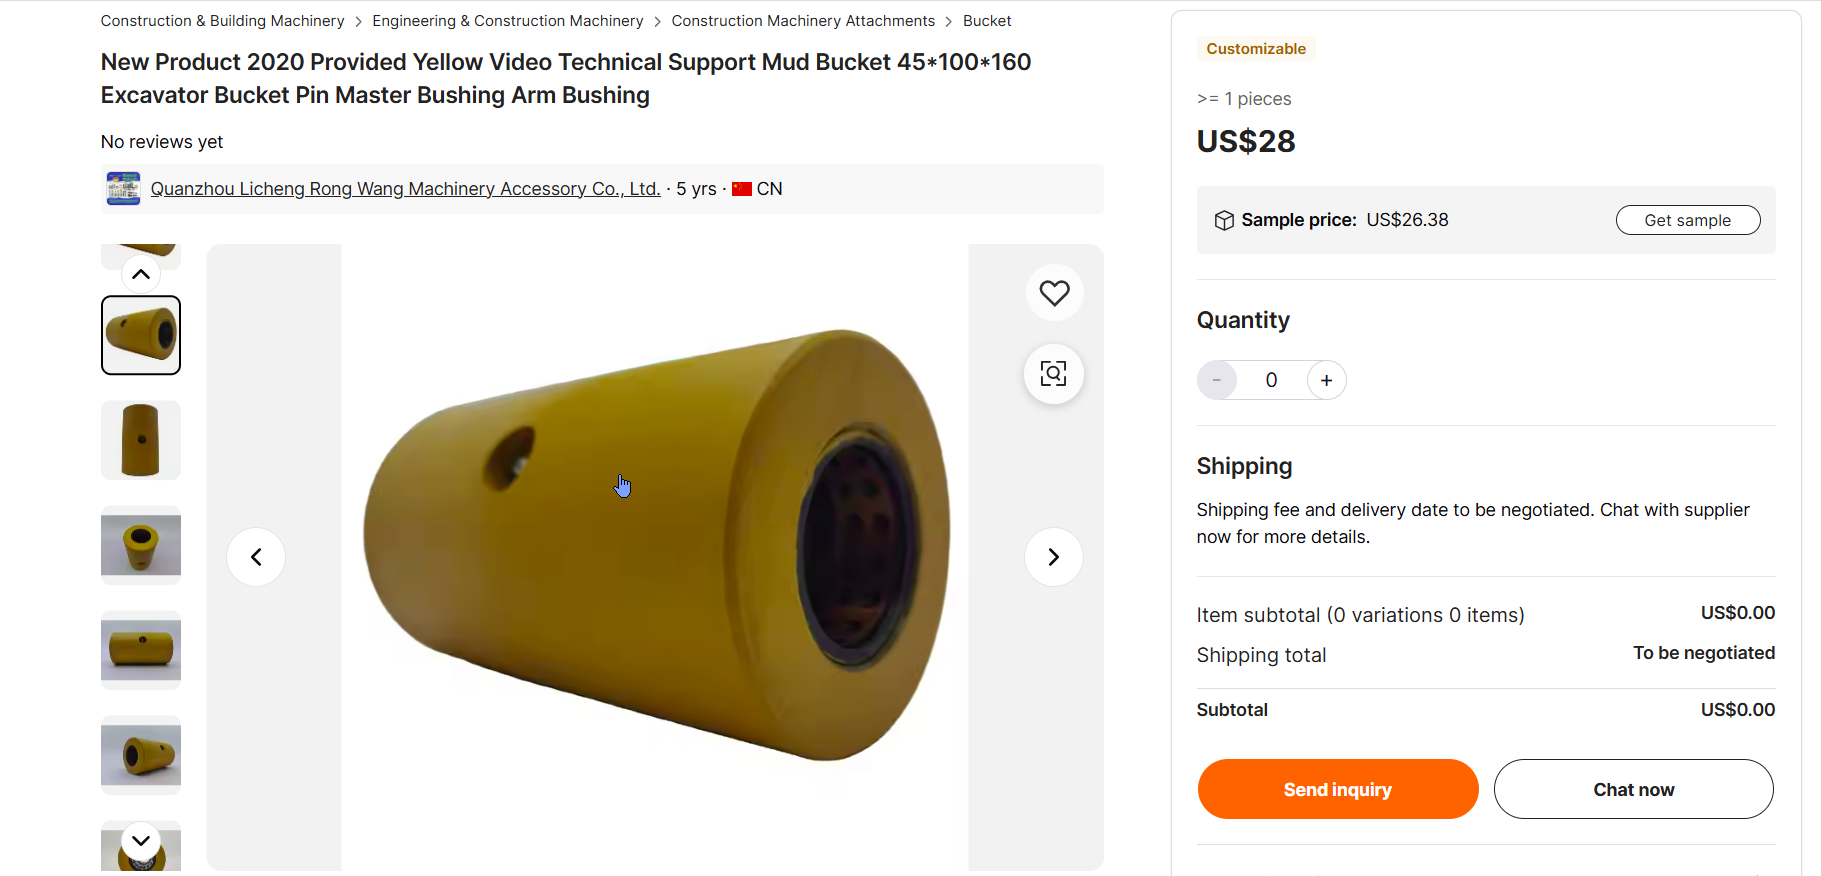 Construction & Building Machinery > Engineering & Construction Machinery > Construction Machinery Attachments > Bucket
New Product 2020 Provided Yellow Video Technical Support Mud Bucket 45*100*160
Excavator Bucket Pin Master Bushing Arm Bushing
No reviews yet
Quanzhou Licheng Rong Wang Machinery Accessory Co., Ltd. · 5 yrs · CN
Customizable
>= 1 pieces
US$28
Sample price: US$26.38
Get sample
Quantity
- 0 +
Shipping
Shipping fee and delivery date to be negotiated. Chat with supplier
now for more details.
Item subtotal (0 variations 0 items) US$0.00
Shipping total To be negotiated
Subtotal US$0.00
Send inquiry
Chat now